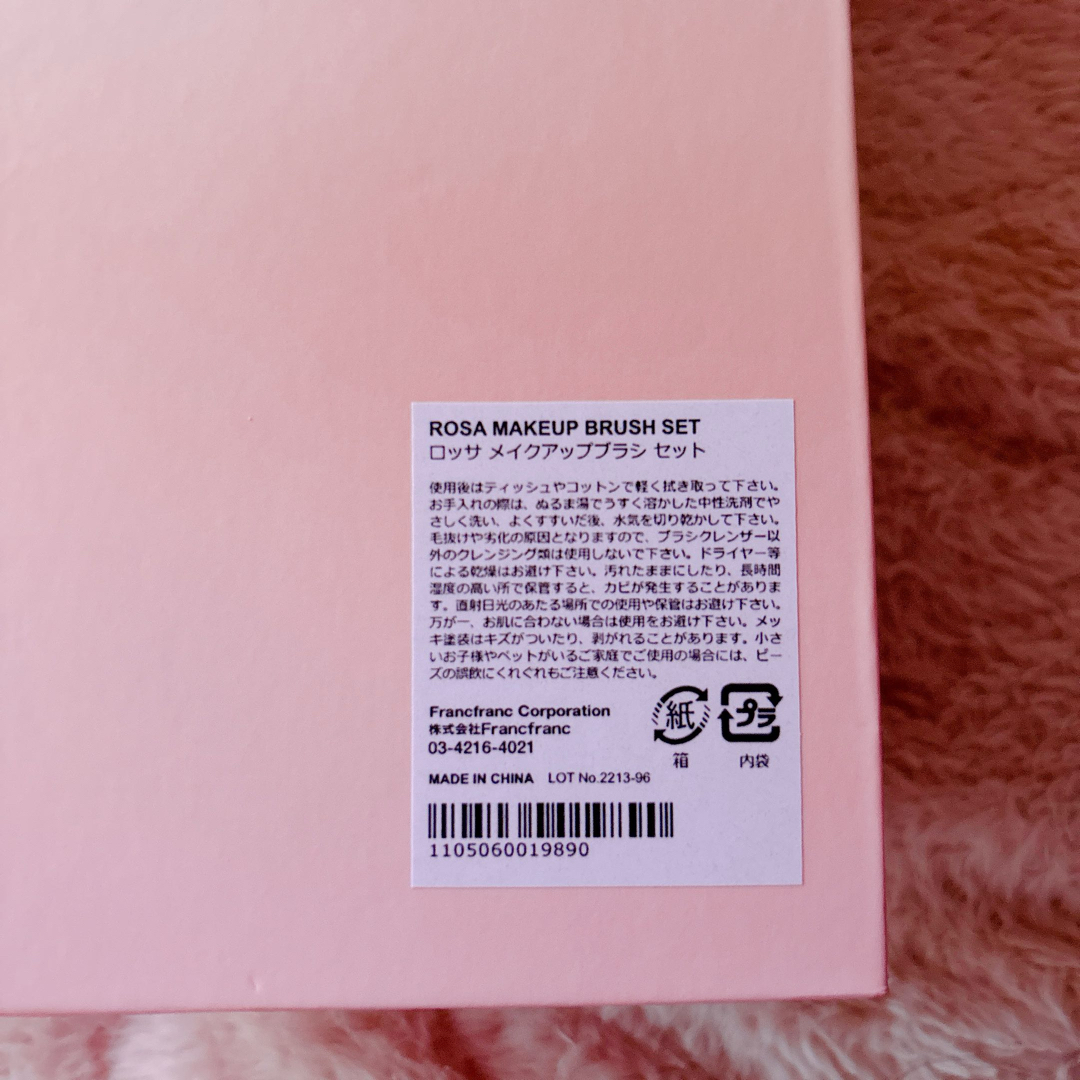 ROSA MAKEUP BRUSH SET
ロッサ メイクアップブラシ セット
使用後はティッシュやコットンで軽く拭き取って下さい。
お手入れの際は、ぬるま湯でうすく溶かした中性洗剤でや
さしく洗い、よくすすいだ後、水気を切り乾かして下さい。
毛抜けや劣化の原因となりますので、ブラシクレンザー以
外のクレンジング類は使用しないで下さい。ドライヤー等
による乾燥はお避け下さい。汚れたままにしたり、長時間
湿度の高い所で保管すると、カビが発生することがありま
す。直射日光のあたる場所での使用や保管はお避け下さい。
万が一、お肌に合わない場合は使用をお避け下さい。メッ
キ塗装はキズがついたり、剥がれることがあります。小さ
いお子様やペットがいるご家庭でご使用の場合には、ビー
ズの誤飲にくれぐれもご注意ください。
Francfranc Corporation
株式会社Francfranc
03-4216-4021
紙 プラ
箱 内袋
MADE IN CHINA LOT No.2213-96
1105060019890